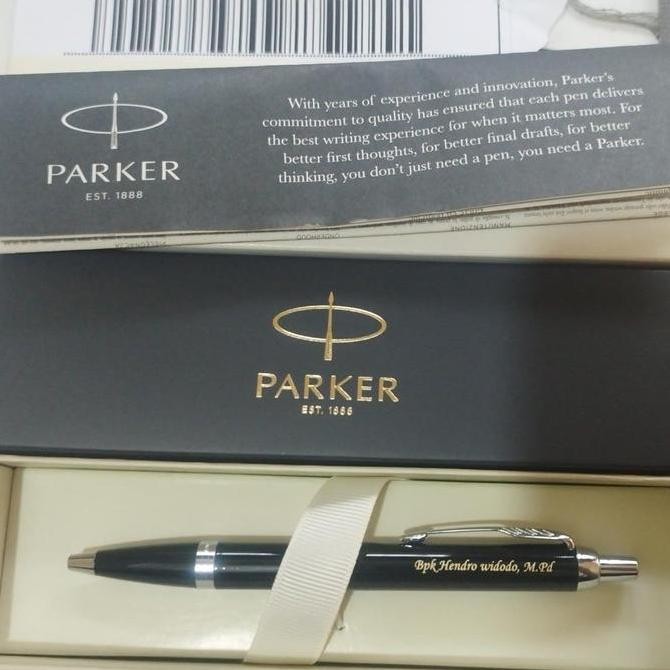 PARKER
EST. 1888
With years of experience and innovation, Parker's
commitment to quality has ensured that each pen delivers
the best writing experience for when it matters most. For
better first thoughts, for better final drafts, for better
thinking, you don't just need a pen, you need a Parker.
ONDERHOUD
MANUTENZIONE
PARKER
EST. 1888
Bpk Hendro widodo, M.Pd